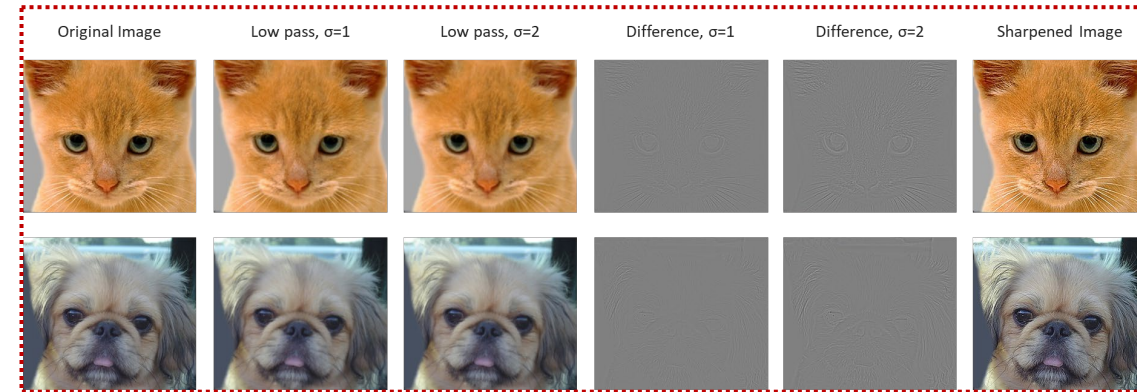 Original Image Low pass, σ=1 Low pass, σ=2 Difference, σ=1 Difference, σ=2 Sharpened Image